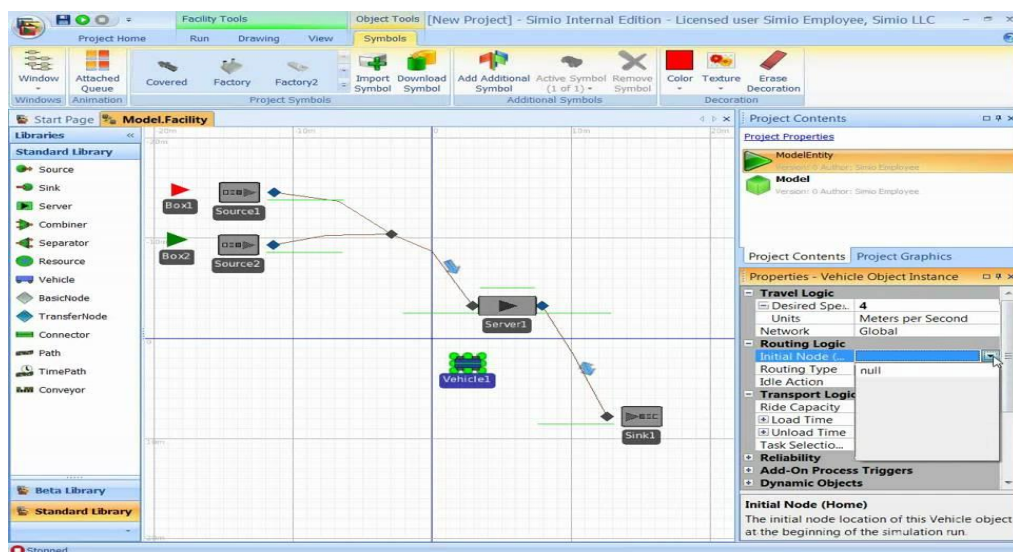 Facility Tools
Object Tools
[New Project] - Simio Internal Edition - Licensed user Simio Employee, Simio LLC
Project Home
Run
Drawing
View
Symbols
Window
Attached
Queue
Covered
Factory
Factory2
Import
Symbol
Download
Symbol
Add Additional
Symbol
Active Symbol
(1 of 1)
Remove
Symbol
Color
Texture
Erase
Decoration
Windows
Animation
Project Symbols
Additional Symbols
Decoration
Start Page
Model.Facility
Libraries
Standard Library
Source
Sink
Server
Combiner
Separator
Resource
Vehicle
BasicNode
TransferNode
Connector
Path
TimePath
Conveyor
Beta Library
Standard Library
Box1
Source1
Box2
Source2
Server1
Vehicle1
Sink1
Project Contents
Project Properties
ModelEntity
Version: 0 Author: Simio Employee
Model
Version: 0 Author: Simio Employee
Project Contents
Project Graphics
Properties - Vehicle Object Instance
Travel Logic
Desired Spe... 4
Units Meters per Second
Network Global
Routing Logic
Initial Node (...
Routing Type
null
Idle Action
Transport Logic
Ride Capacity
Load Time
Unload Time
Task Selectio...
Reliability
Add-On Process Triggers
Dynamic Objects
Initial Node (Home)
The initial node location of this Vehicle object
at the beginning of the simulation run.
Stopped